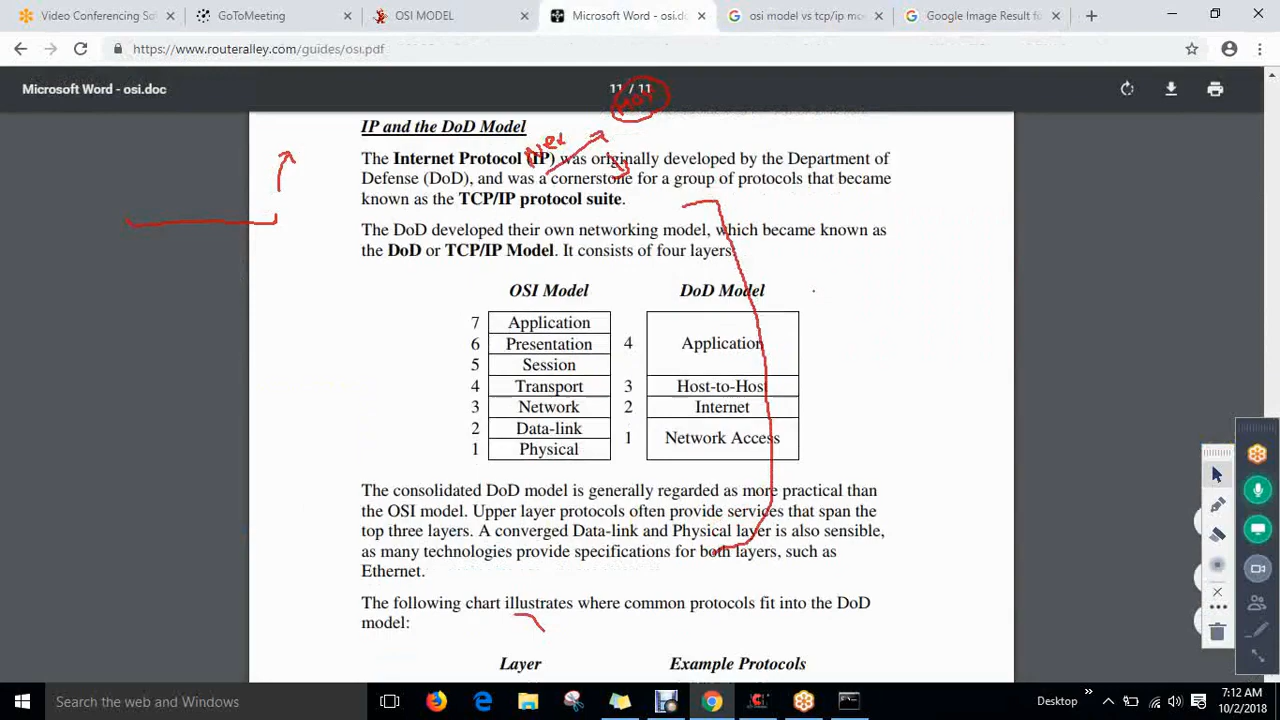 Video Conferencing So
GoToMeeting
OSI MODEL
Microsoft Word - osi.doc
osi model vs tcp/ip mo
Google Image Result fo
https://www.routeralley.com/guides/osi.pdf
Microsoft Word - osi.doc
11 / 11
IP and the DoD Model
Net
The Internet Protocol (IP) was originally developed by the Department of
Defense (DoD), and was a cornerstone for a group of protocols that became
known as the TCP/IP protocol suite.
The DoD developed their own networking model, which became known as
the DoD or TCP/IP Model. It consists of four layers:
OSI Model DoD Model
7 Application
6 Presentation 4 Application
5 Session
4 Transport 3 Host-to-Host
3 Network 2 Internet
2 Data-link 1 Network Access
1 Physical
The consolidated DoD model is generally regarded as more practical than
the OSI model. Upper layer protocols often provide services that span the
top three layers. A converged Data-link and Physical layer is also sensible,
as many technologies provide specifications for both layers, such as
Ethernet.
The following chart illustrates where common protocols fit into the DoD
model:
Layer Example Protocols
Search the web and Windows
Desktop
7:12 AM
10/2/2018